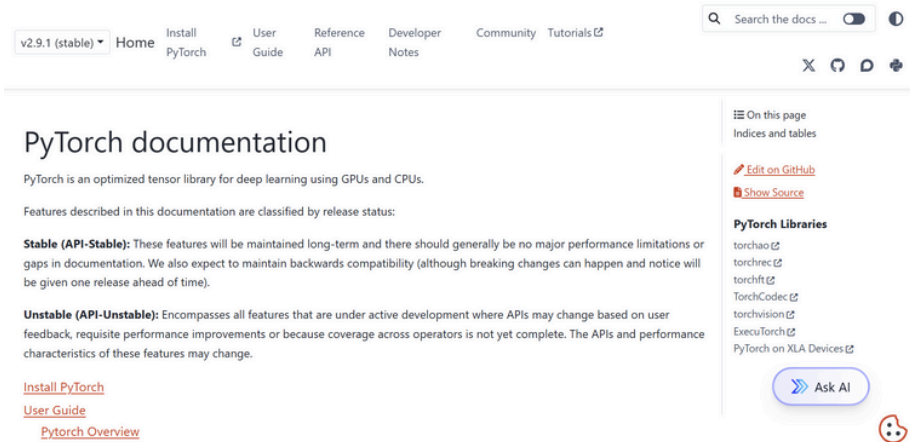 v2.9.1 (stable)
Home
Install
PyTorch
User
Guide
Reference
API
Developer
Notes
Community
Tutorials
Search the docs ...
PyTorch documentation
PyTorch is an optimized tensor library for deep learning using GPUs and CPUs.
Features described in this documentation are classified by release status:
Stable (API-Stable): These features will be maintained long-term and there should generally be no major performance limitations or
gaps in documentation. We also expect to maintain backwards compatibility (although breaking changes can happen and notice will
be given one release ahead of time).
Unstable (API-Unstable): Encompasses all features that are under active development where APIs may change based on user
feedback, requisite performance improvements or because coverage across operators is not yet complete. The APIs and performance
characteristics of these features may change.
Install PyTorch
User Guide
Pytorch Overview
On this page
Indices and tables
Edit on GitHub
Show Source
PyTorch Libraries
torchao
torchrec
torchft
TorchCodec
torchvision
ExecuTorch
PyTorch on XLA Devices
Ask AI